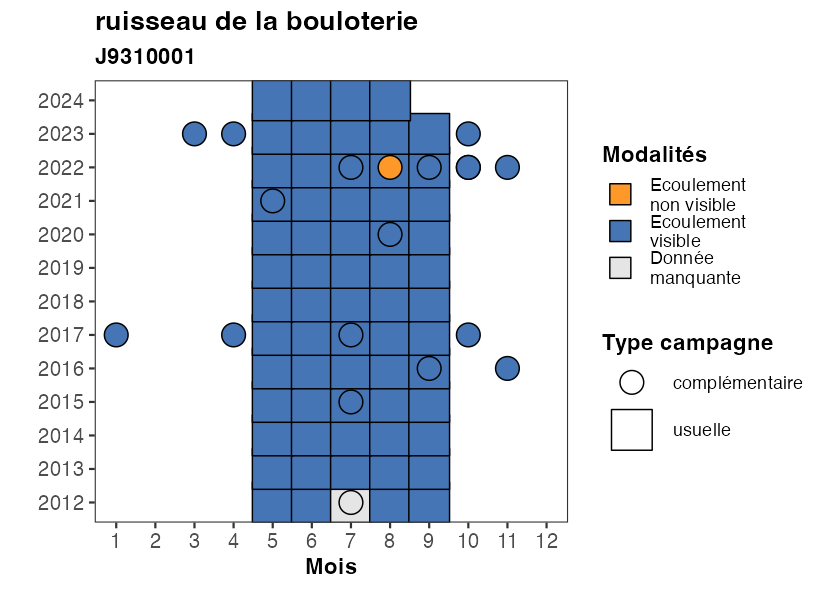 ruisseau de la bouloterie
J9310001
2024
2023
2022
2021
2020
2019
2018
2017
2016
2015
2014
2013
2012
1 2 3 4 5 6 7 8 9 10 11 12
Mois
Modalités
Ecoulement
non visible
Ecoulement
visible
Donnée
manquante
Type campagne
complémentaire
usuelle